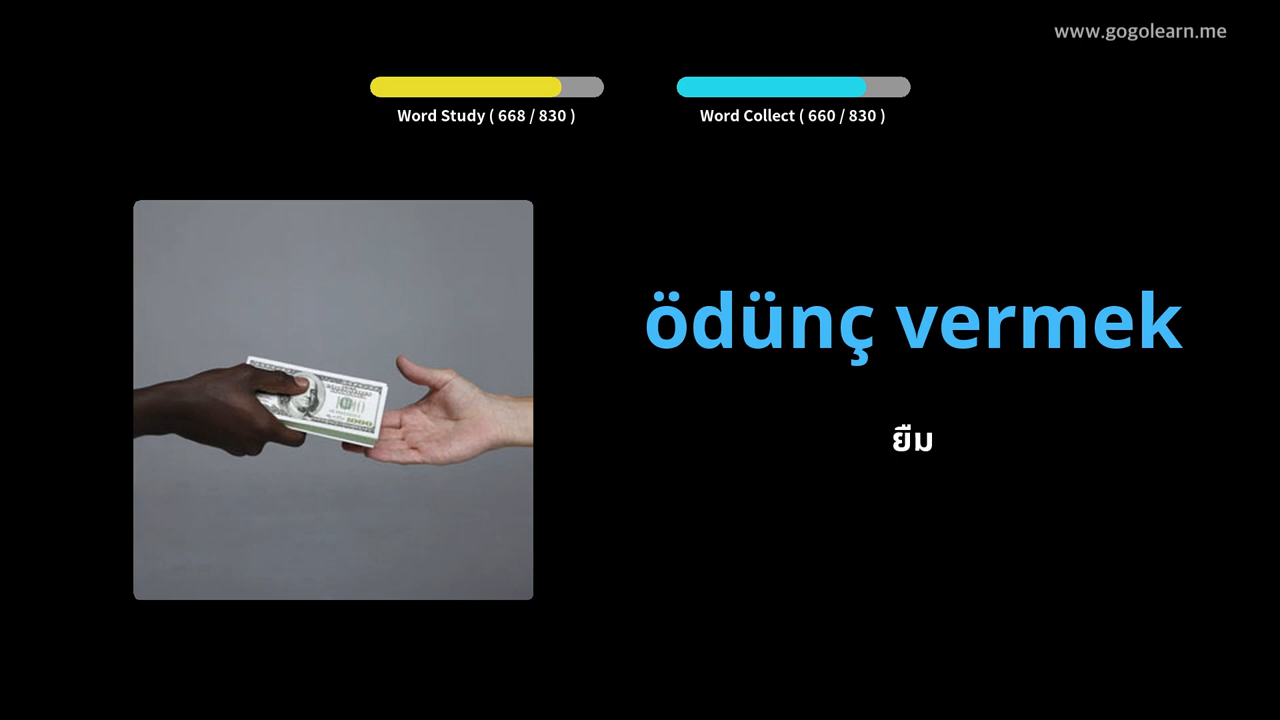 www.gogolearn.me
Word Study ( 668 / 830 )
Word Collect ( 660 / 830 )
ödünç vermek
ยืม